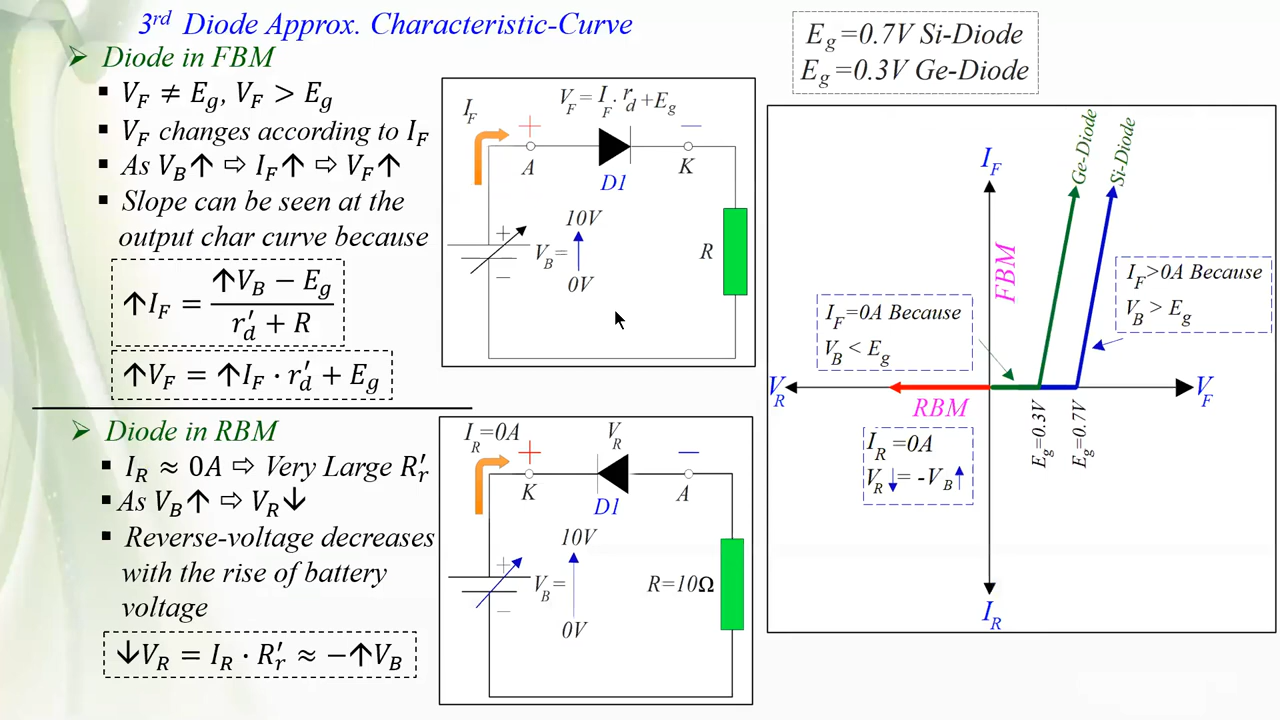 3rd Diode Approx. Characteristic-Curve
➢ Diode in FBM
▪ V_F ≠ E_g, V_F > E_g
▪ V_F changes according to I_F
▪ As V_B↑ ⇨ I_F↑ ⇨ V_F↑
▪ Slope can be seen at the
output char curve because
↑I_F = (↑V_B − E_g) / (r′_d + R)
↑V_F = ↑I_F · r′_d + E_g
➢ Diode in RBM
▪ I_R ≈ 0A ⇨ Very Large R′_r
▪ As V_B↑ ⇨ V_R↓
▪ Reverse-voltage decreases
with the rise of battery
voltage
↓V_R = I_R · R′_r ≈ −↑V_B
V_F = I_F · r_d + E_g
I_F
+
−
A
K
D1
+
−
V_B =
10V
0V
R
I_R=0A
V_R
+
−
K
A
D1
+
−
V_B =
10V
0V
R=10Ω
E_g=0.7V Si-Diode
E_g=0.3V Ge-Diode
Ge-Diode
Si-Diode
I_F
FBM
I_F>0A Because
V_B > E_g
I_F=0A Because
V_B < E_g
V_R
V_F
RBM
E_g=0.3V
E_g=0.7V
I_R=0A
V_R↓= -V_B↑
I_R